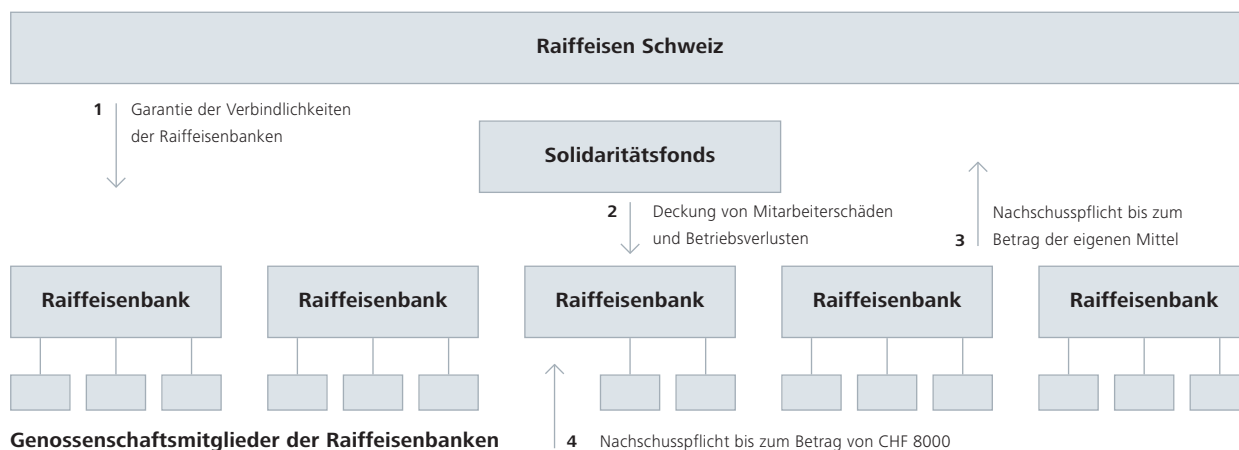 Raiffeisen Schweiz
1 Garantie der Verbindlichkeiten
der Raiffeisenbanken
Solidaritätsfonds
2 Deckung von Mitarbeiterschäden
und Betriebsverlusten
Nachschusspflicht bis zum
3 Betrag der eigenen Mittel
Raiffeisenbank Raiffeisenbank Raiffeisenbank Raiffeisenbank Raiffeisenbank
Genossenschaftsmitglieder der Raiffeisenbanken
4 Nachschusspflicht bis zum Betrag von CHF 8000